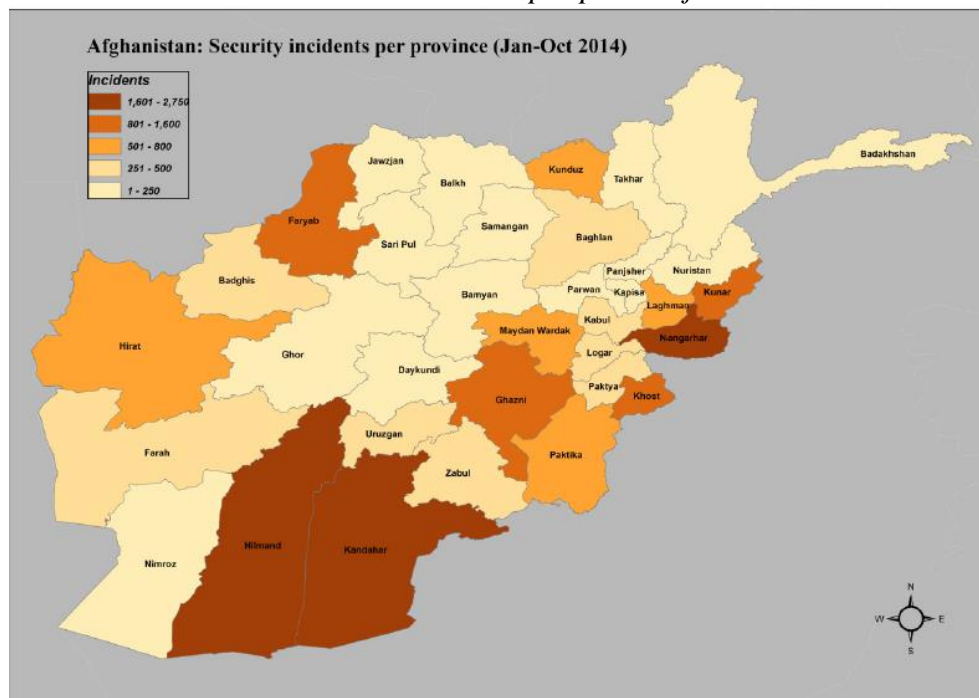 Afghanistan: Security incidents per province (Jan-Oct 2014)
Incidents
1,601 - 2,750
801 - 1,600
501 - 800
251 - 500
1 - 250
Jawzjan
Balkh
Kunduz
Takhar
Badakhshan
Faryab
Samangan
Sari Pul
Baghlan
Badghis
Panjsher
Nuristan
Bamyan
Parwan
Kapisa
Kunar
Laghman
Kabul
Hirat
Maydan Wardak
Nangarhar
Ghor
Logar
Daykundi
Paktya
Ghazni
Khost
Uruzgan
Farah
Paktika
Zabul
Hilmand
Kandahar
Nimroz
N
W E
S